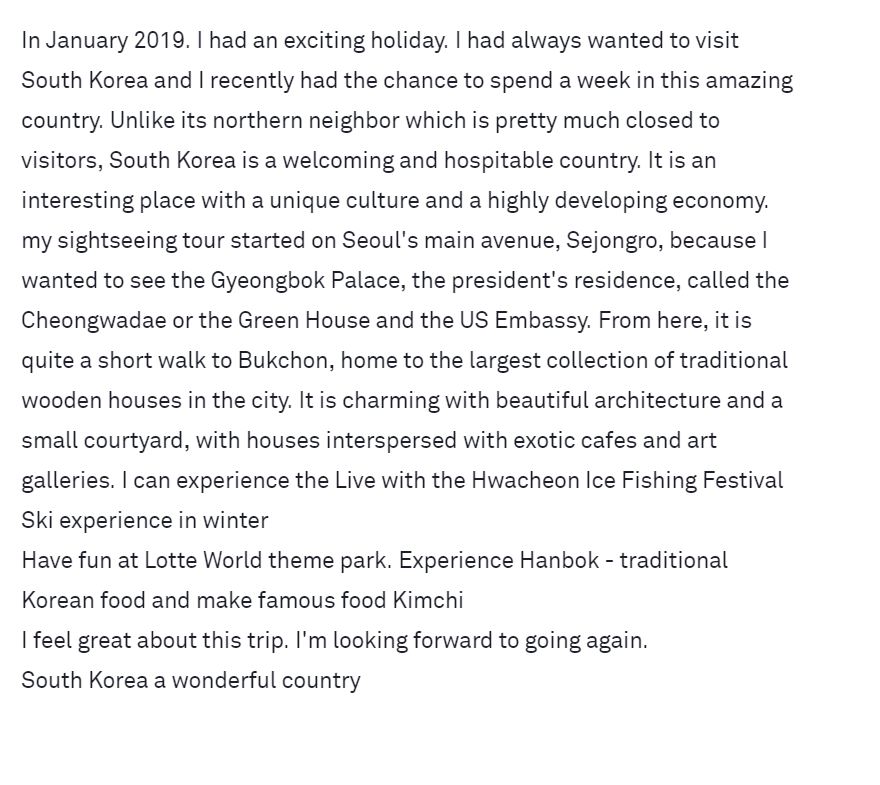 In January 2019. I had an exciting holiday. I had always wanted to visit
South Korea and I recently had the chance to spend a week in this amazing
country. Unlike its northern neighbor which is pretty much closed to
visitors, South Korea is a welcoming and hospitable country. It is an
interesting place with a unique culture and a highly developing economy.
my sightseeing tour started on Seoul's main avenue, Sejongro, because I
wanted to see the Gyeongbok Palace, the president's residence, called the
Cheongwadae or the Green House and the US Embassy. From here, it is
quite a short walk to Bukchon, home to the largest collection of traditional
wooden houses in the city. It is charming with beautiful architecture and a
small courtyard, with houses interspersed with exotic cafes and art
galleries. I can experience the Live with the Hwacheon Ice Fishing Festival
Ski experience in winter
Have fun at Lotte World theme park. Experience Hanbok - traditional
Korean food and make famous food Kimchi
I feel great about this trip. I'm looking forward to going again.
South Korea a wonderful country